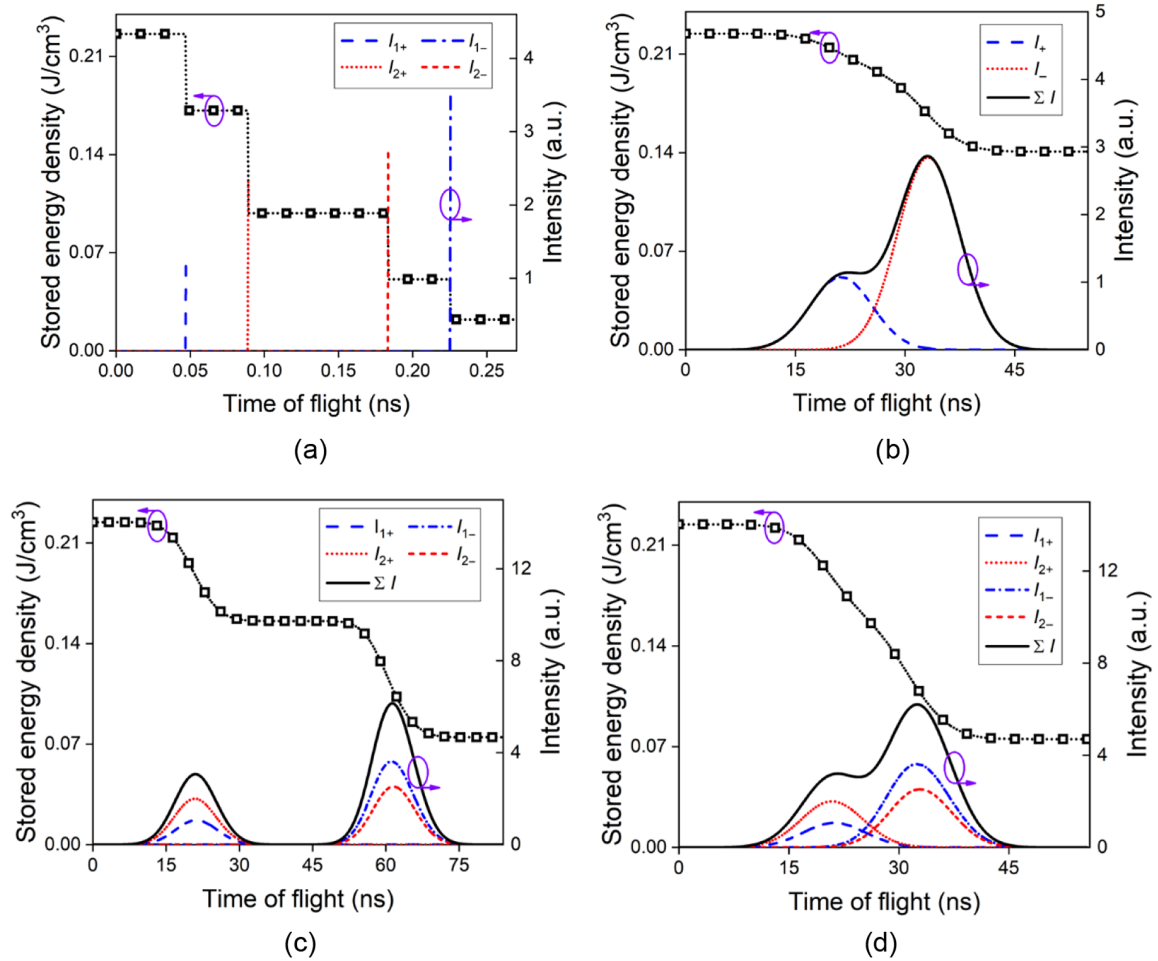 Stored energy density (J/cm³)
0.21
0.14
0.07
0.00
I₁₊ I₁₋
I₂₊ I₂₋
4
3
2
1
0
Intensity (a.u.)
0.00 0.05 0.10 0.15 0.20 0.25
Time of flight (ns)
(a)
Stored energy density (J/cm³)
0.21
0.14
0.07
0.00
I₊
I₋
Σ I
5
4
3
2
1
0
Intensity (a.u.)
0 15 30 45
Time of flight (ns)
(b)
Stored energy density (J/cm³)
0.21
0.14
0.07
0.00
I₁₊ I₁₋
I₂₊ I₂₋
Σ I
12
8
4
0
Intensity (a.u.)
0 15 30 45 60 75
Time of flight (ns)
(c)
Stored energy density (J/cm³)
0.21
0.14
0.07
0.00
I₁₊
I₂₊
I₁₋
I₂₋
Σ I
12
8
4
0
Intensity (a.u.)
0 15 30 45
Time of flight (ns)
(d)